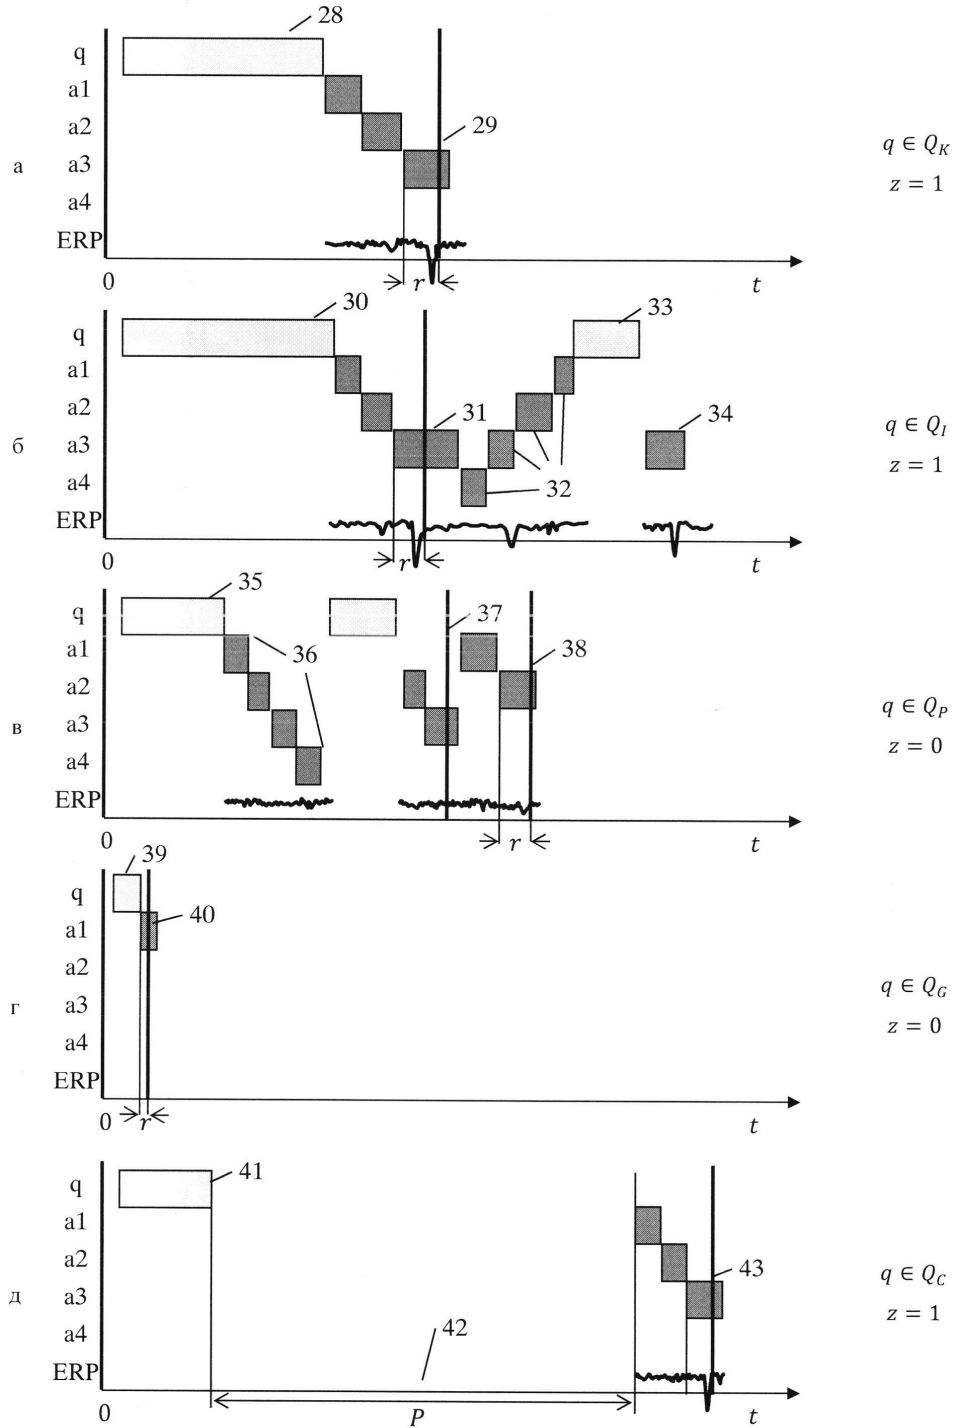 28
q
a1
a2
29
a3
a4
ERP
а
q ∈ Q_K
z = 1
0
r
t
30
33
q
a1
a2
31
34
a3
a4
32
ERP
б
q ∈ Q_I
z = 1
0
r
t
35
q
37
a1
36
38
a2
a3
a4
ERP
в
q ∈ Q_P
z = 0
0
r
t
39
q
40
a1
a2
a3
a4
ERP
г
q ∈ Q_G
z = 0
0
r
t
41
q
a1
a2
43
a3
a4
42
ERP
д
q ∈ Q_C
z = 1
0
P
t